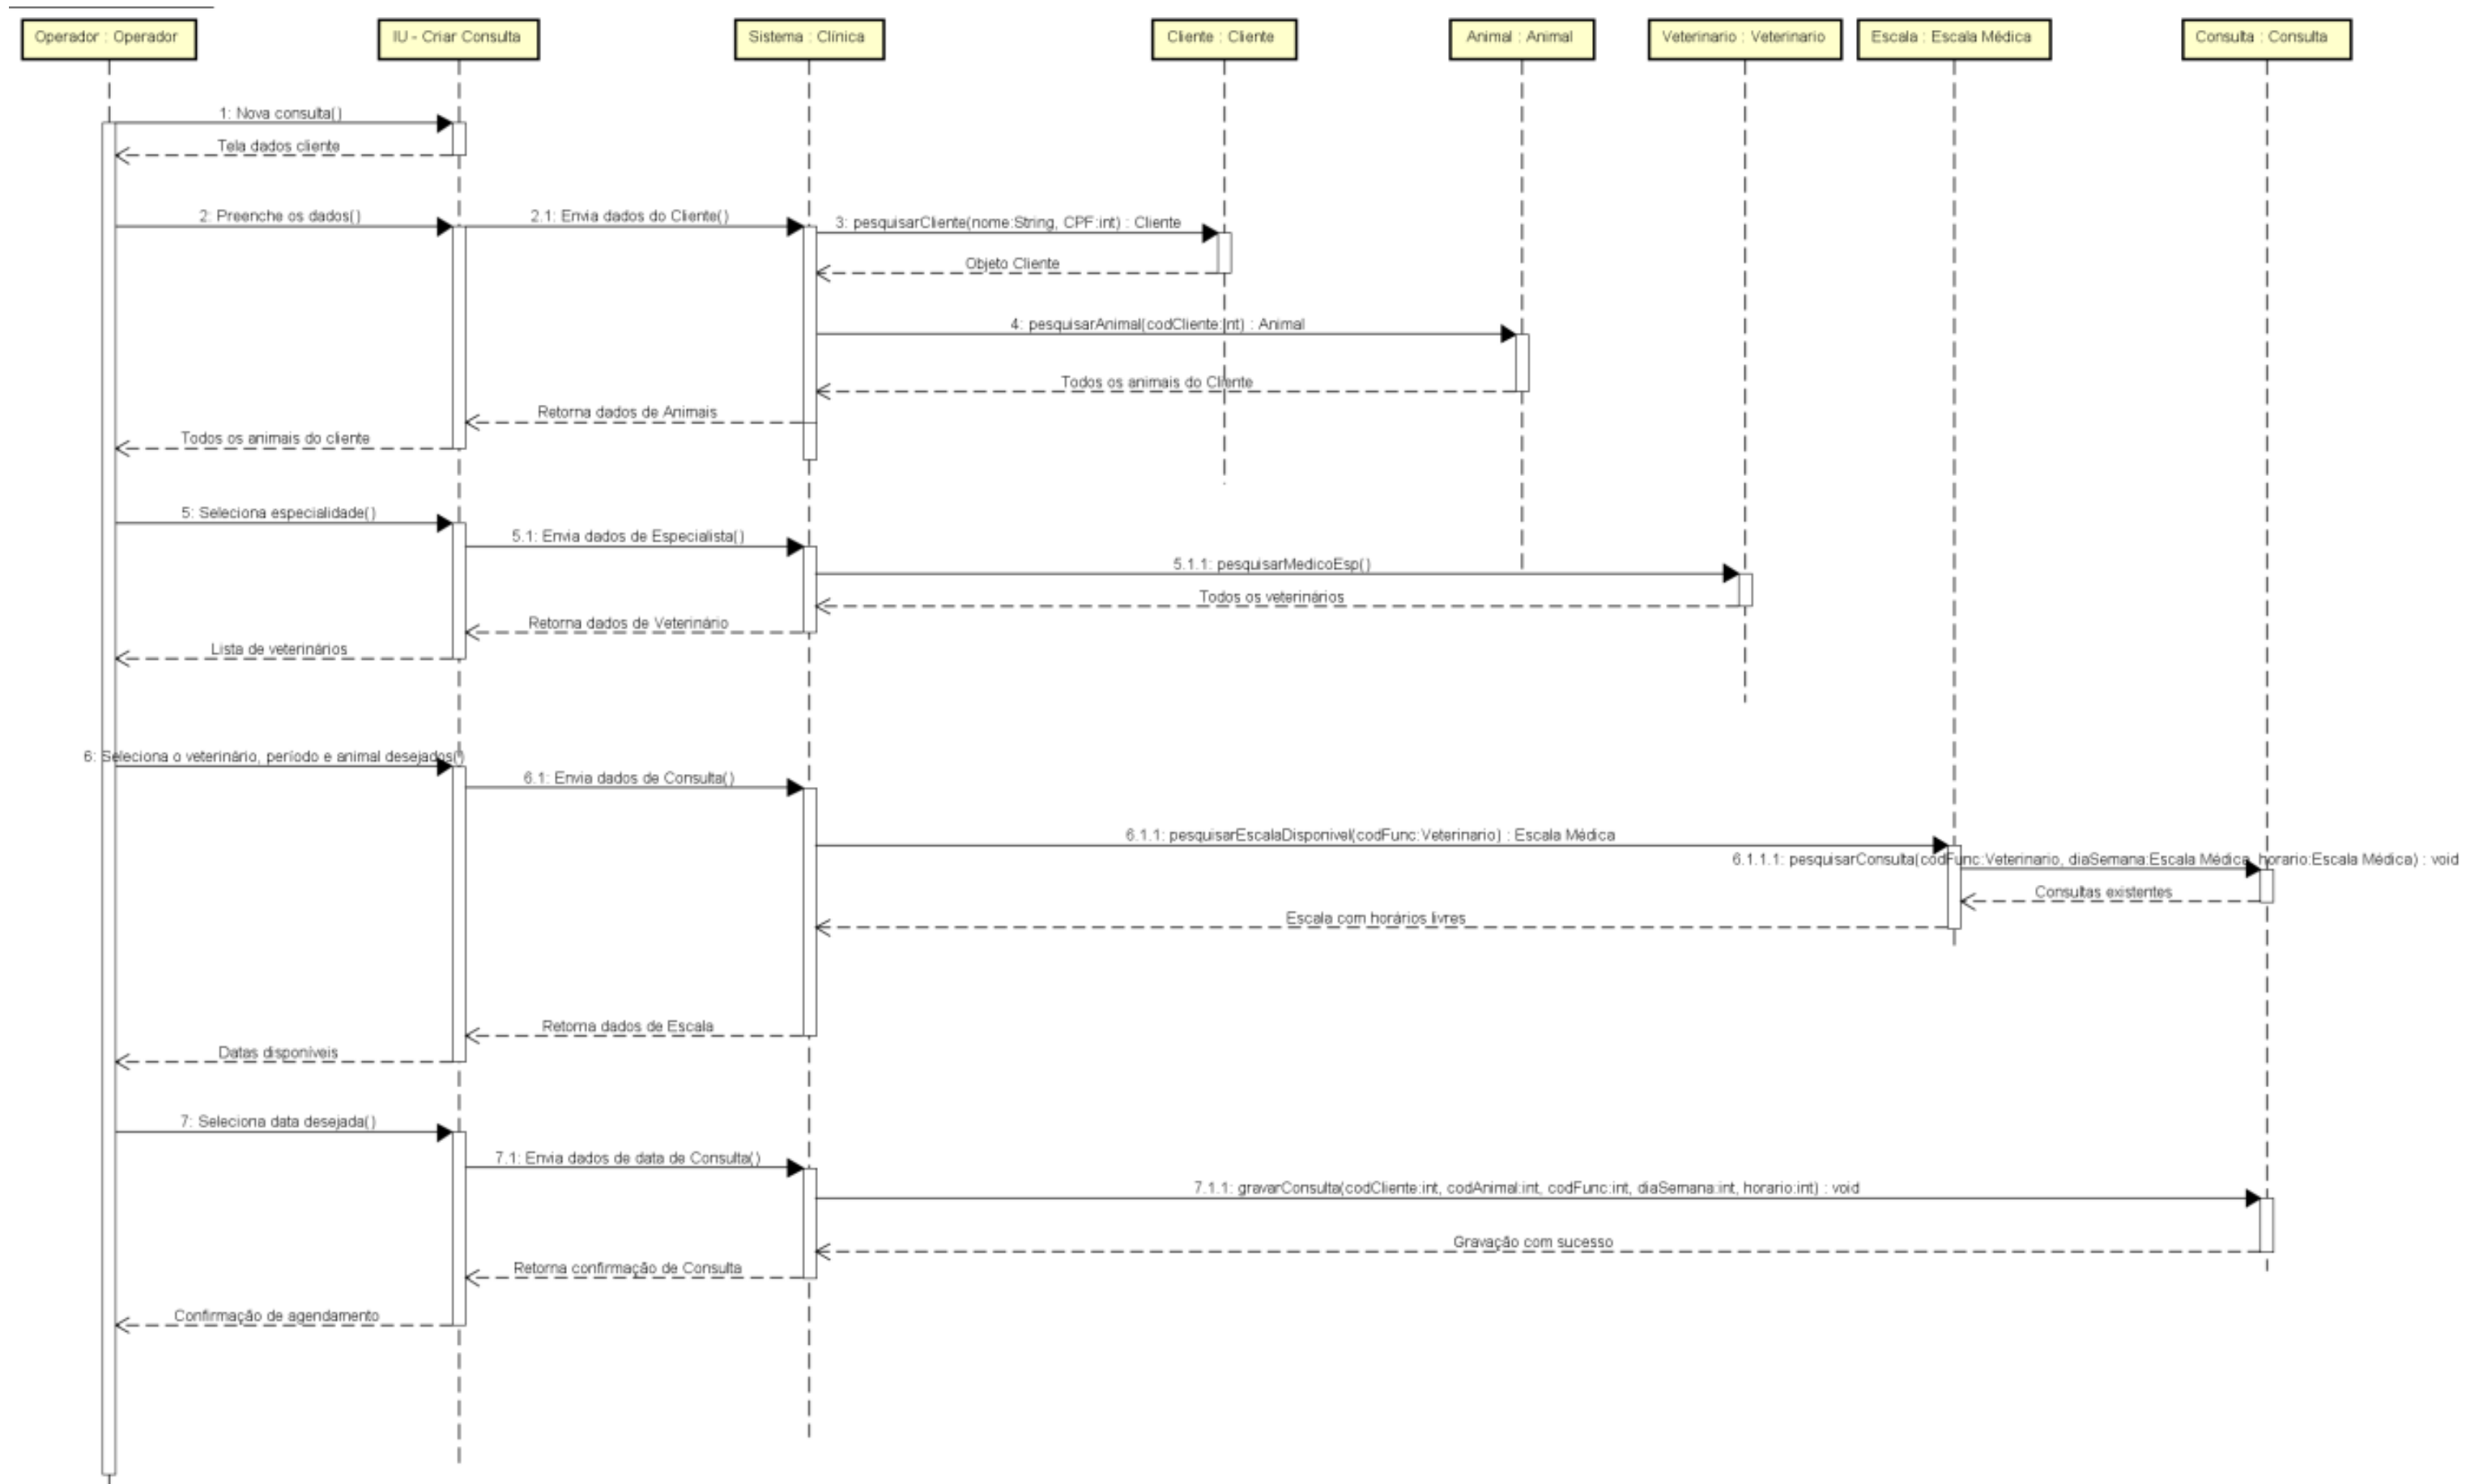 Operador : Operador
IU - Criar Consulta
Sistema : Clínica
Cliente : Cliente
Animal : Animal
Veterinario : Veterinario
Escala : Escala Médica
Consulta : Consulta
1: Nova consulta()
Tela dados cliente
2: Preenche os dados()
2.1: Envia dados do Cliente()
3: pesquisarCliente(nome:String, CPF:int) : Cliente
Objeto Cliente
4: pesquisarAnimal(codCliente:int) : Animal
Todos os animais do Cliente
Retorna dados de Animais
Todos os animais do cliente
5: Seleciona especialidade()
5.1: Envia dados de Especialista()
5.1.1: pesquisarMedicoEsp()
Todos os veterinários
Retorna dados de Veterinário
Lista de veterinários
6: Seleciona o veterinário, período e animal desejados()
6.1: Envia dados de Consulta()
6.1.1: pesquisarEscalaDisponivel(codFunc:Veterinario) : Escala Médica
6.1.1.1: pesquisarConsulta(codFunc:Veterinario, diaSemana:Escala Médica, horario:Escala Médica) : void
Consultas existentes
Escala com horários livres
Retorna dados de Escala
Datas disponíveis
7: Seleciona data desejada()
7.1: Envia dados de data de Consulta()
7.1.1: gravarConsulta(codCliente:int, codAnimal:int, codFunc:int, diaSemana:int, horario:int) : void
Gravação com sucesso
Retorna confirmação de Consulta
Confirmação de agendamento